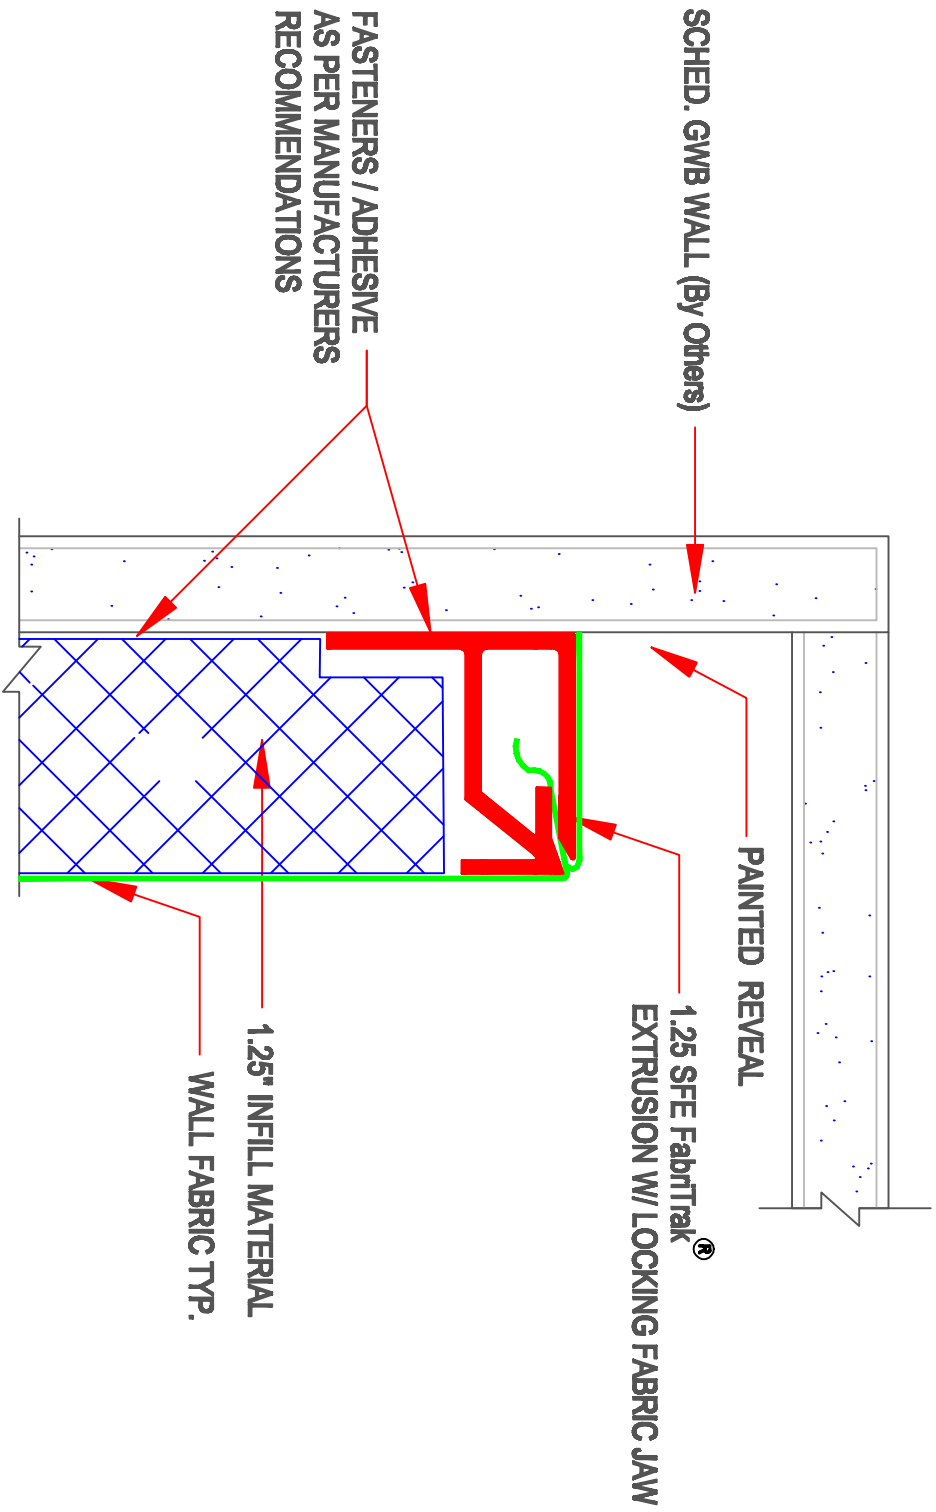 SCHED. GWB WALL (By Others)
PAINTED REVEAL
1.25 SFE FabriTrak®
EXTRUSION W/ LOCKING FABRIC JAW
FASTENERS / ADHESIVE
AS PER MANUFACTURERS
RECOMMENDATIONS
1.25" INFILL MATERIAL
WALL FABRIC TYP.